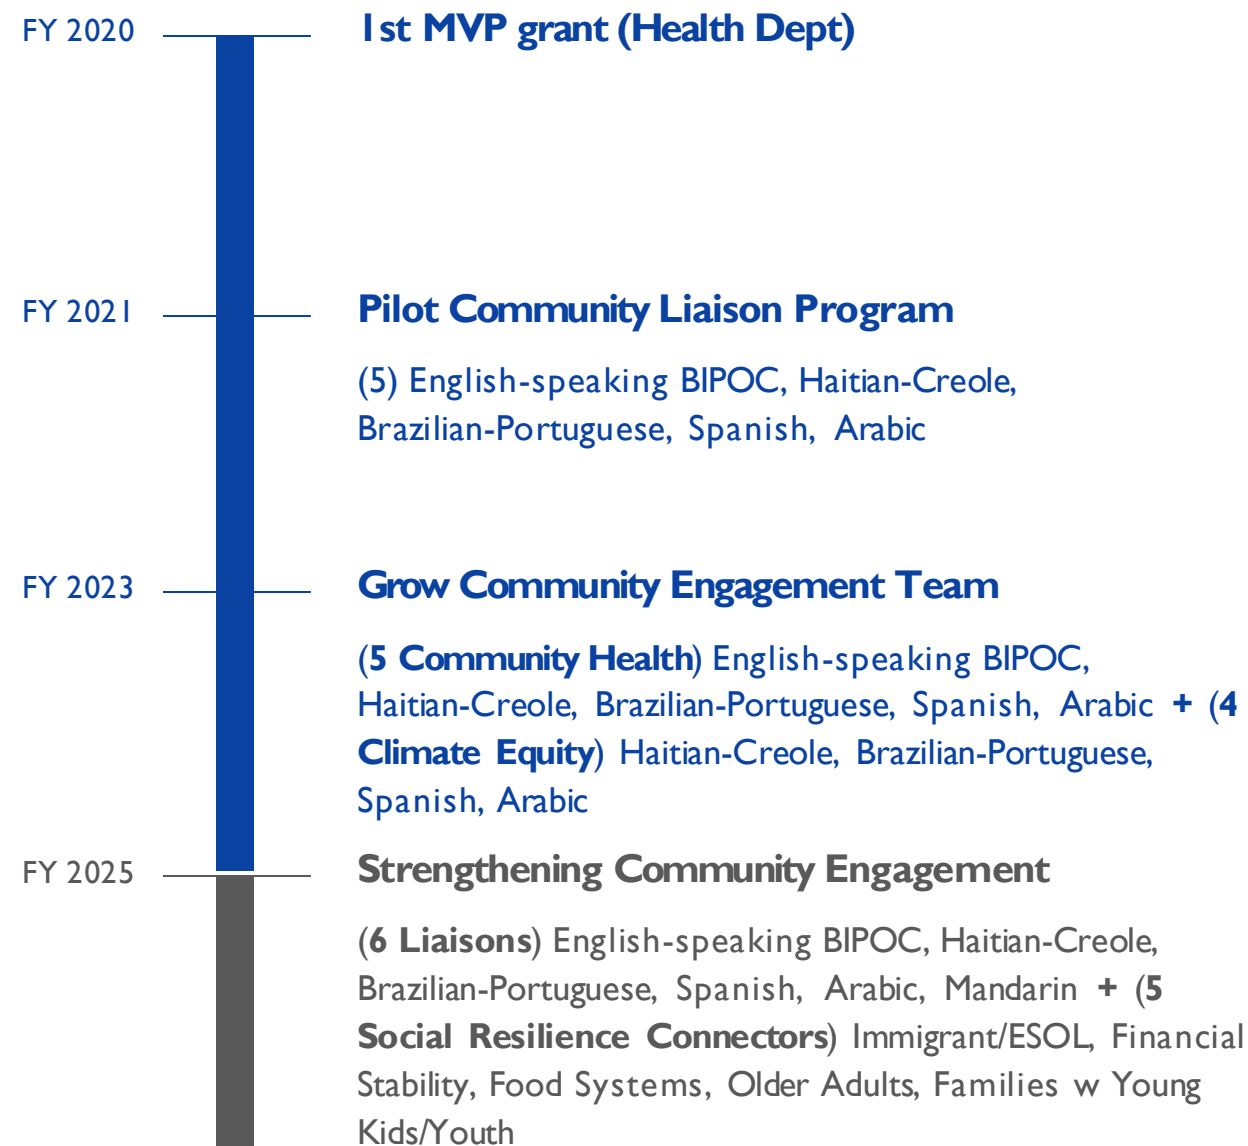 FY 2020
1st MVP grant (Health Dept)
FY 2021
Pilot Community Liaison Program
(5) English-speaking BIPOC, Haitian-Creole,
Brazilian-Portuguese, Spanish, Arabic
FY 2023
Grow Community Engagement Team
(5 Community Health) English-speaking BIPOC,
Haitian-Creole, Brazilian-Portuguese, Spanish, Arabic + (4
Climate Equity) Haitian-Creole, Brazilian-Portuguese,
Spanish, Arabic
FY 2025
Strengthening Community Engagement
(6 Liaisons) English-speaking BIPOC, Haitian-Creole,
Brazilian-Portuguese, Spanish, Arabic, Mandarin + (5
Social Resilience Connectors) Immigrant/ESOL, Financial
Stability, Food Systems, Older Adults, Families w Young
Kids/Youth